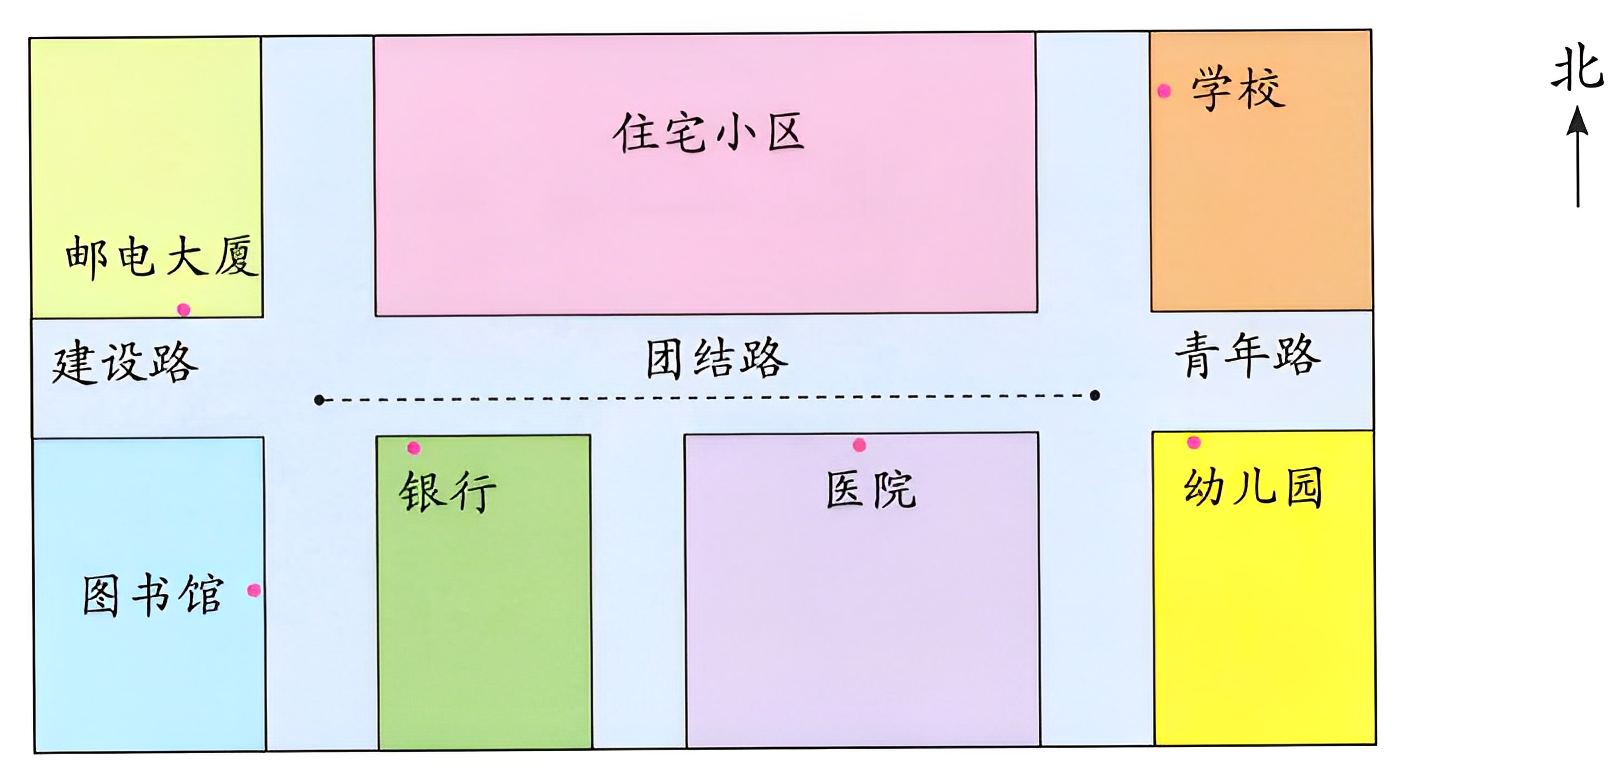 北
学校
住宅小区
邮电大厦
建设路
团结路
青年路
银行
医院
幼儿园
图书馆